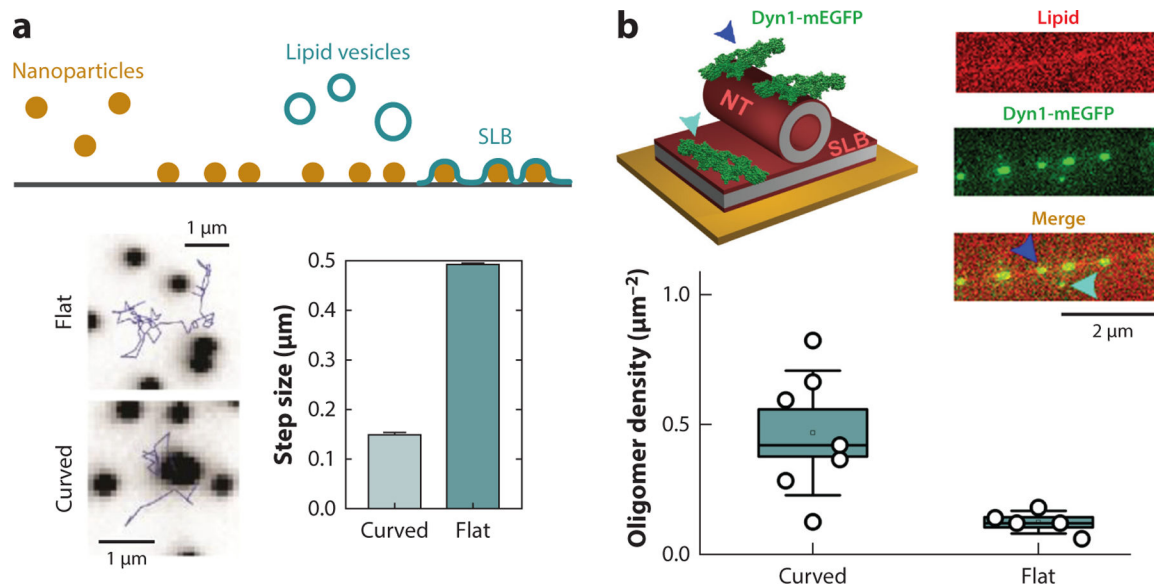 a
Nanoparticles
Lipid vesicles
SLB
1 μm
Flat
Curved
1 μm
Step size (μm)
0.5
0.4
0.3
0.2
0.1
0.0
Curved
Flat
b
Dyn1-mEGFP
NT
SLB
Lipid
Dyn1-mEGFP
Merge
2 μm
Oligomer density (μm⁻²)
1.0
0.5
0.0
Curved
Flat